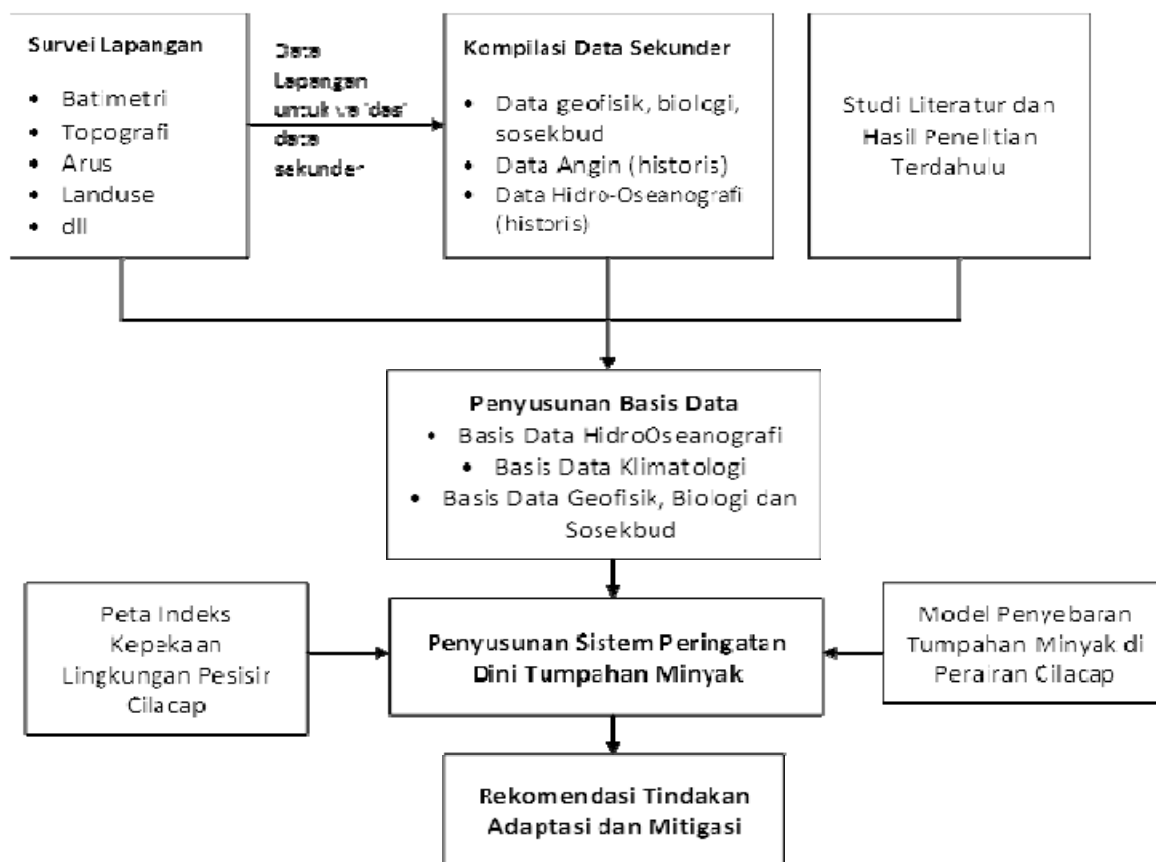 Survei Lapangan
• Batimetri
• Topografi
• Arus
• Landuse
• dll
Data
Lapangan
untuk
data
sekunder
Kompilasi Data Sekunder
• Data geofisik, biologi,
sosekbud
• Data Angin (historis)
• Data Hidro-Oseanografi
(historis)
Studi Literatur dan
Hasil Penelitian
Terdahulu
Penyusunan Basis Data
• Basis Data HidroOseanografi
• Basis Data Klimatologi
• Basis Data Geofisik, Biologi dan
Sosekbud
Peta Indeks
Kepekaan
Lingkungan Pesisir
Cilacap
Penyusunan Sistem Peringatan
Dini Tumpahan Minyak
Model Penyebaran
Tumpahan Minyak di
Perairan Cilacap
Rekomendasi Tindakan
Adaptasi dan Mitigasi